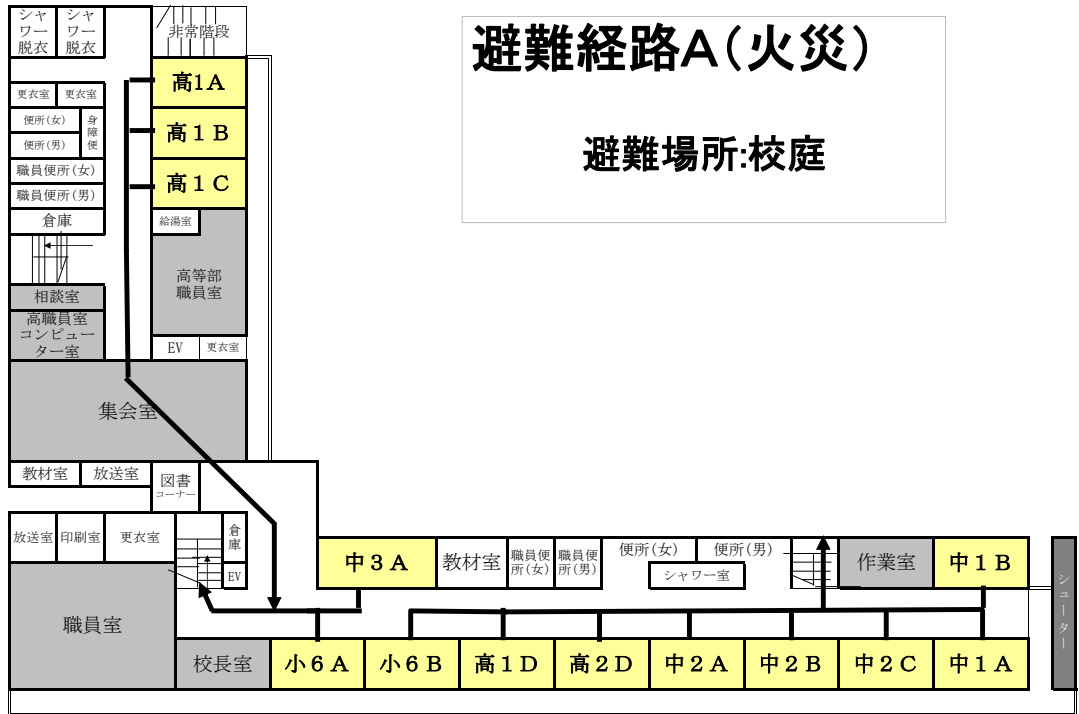 避難経路A(火災)
避難場所:校庭
シャ
ワー
脱衣
シャ
ワー
脱衣
非常階段
高1A
更衣室
更衣室
便所(女)
身
障
便
高1B
便所(男)
職員便所(女)
高1C
職員便所(男)
倉庫
給湯室
高等部
職員室
相談室
高職員室
コンピュー
ター室
EV
更衣室
集会室
教材室
放送室
図書
コーナー
放送室
印刷室
更衣室
倉
庫
EV
中3A
教材室
職員便
所(女)
職員便
所(男)
便所(女)
便所(男)
シャワー室
作業室
中1B
シューター
職員室
校長室
小6A
小6B
高1D
高2D
中2A
中2B
中2C
中1A